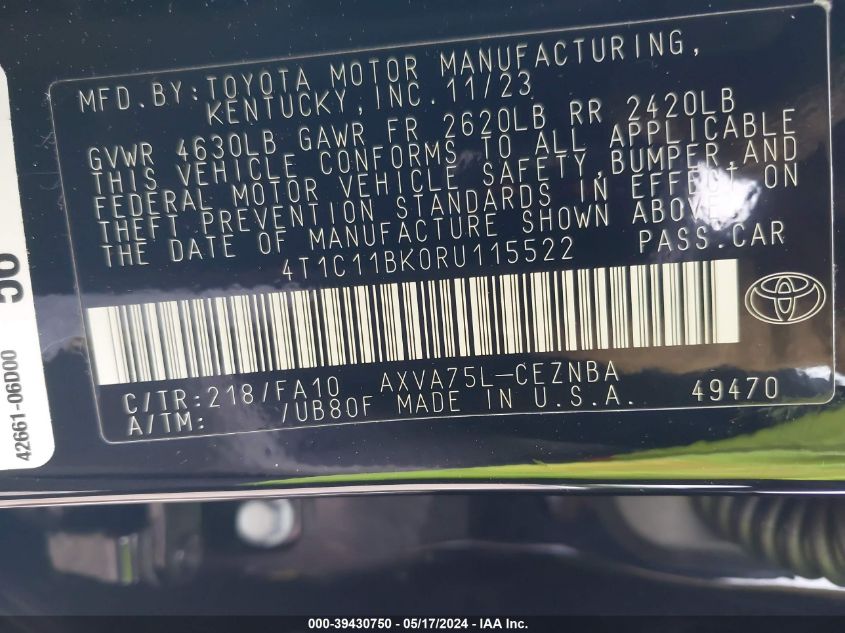 MFD.BY:TOYOTA MOTOR MANUFACTURING,
KENTUCKY,INC. 11/23
GVWR 4630LB GAWR FR 2620LB RR 2420LB
THIS VEHICLE CONFORMS TO ALL APPLICABLE
FEDERAL MOTOR VEHICLE SAFETY,BUMPER,AND
THEFT PREVENTION STANDARDS IN EFFECT ON
THE DATE OF MANUFACTURE SHOWN ABOVE.
4T1C11BK0RU115522 PASS.CAR
C/TR:218/FA10 AXVA75L-CEZNBA
A/TM: /UB80F MADE IN U.S.A. 49470
42661-06D00
000-39430750 - 05/17/2024 - IAA Inc.